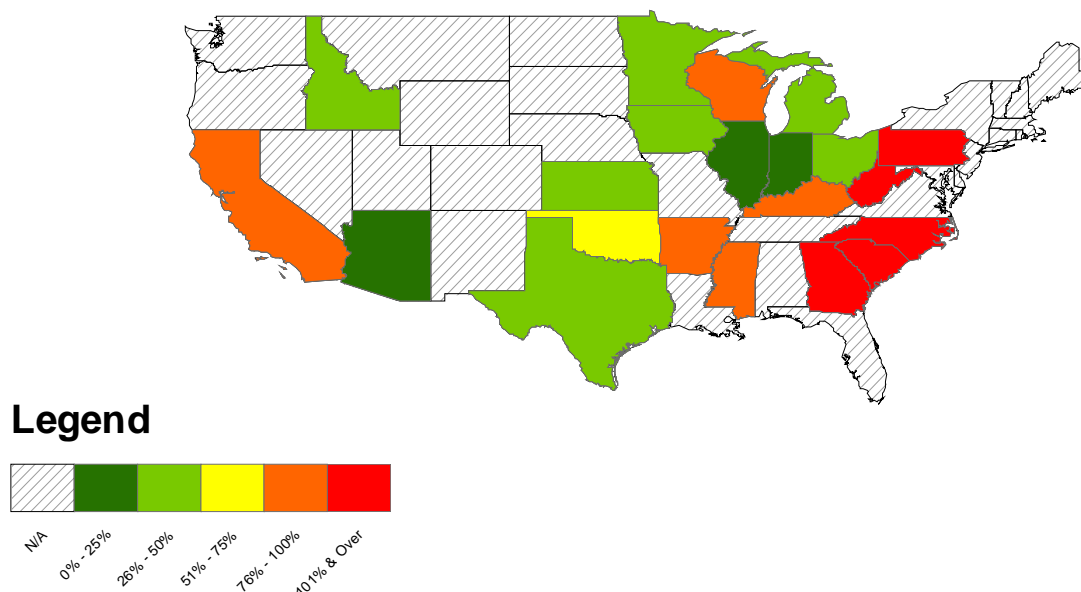 Legend
N/A
0% - 25%
26% - 50%
51% - 75%
76% - 100%
101% & Over